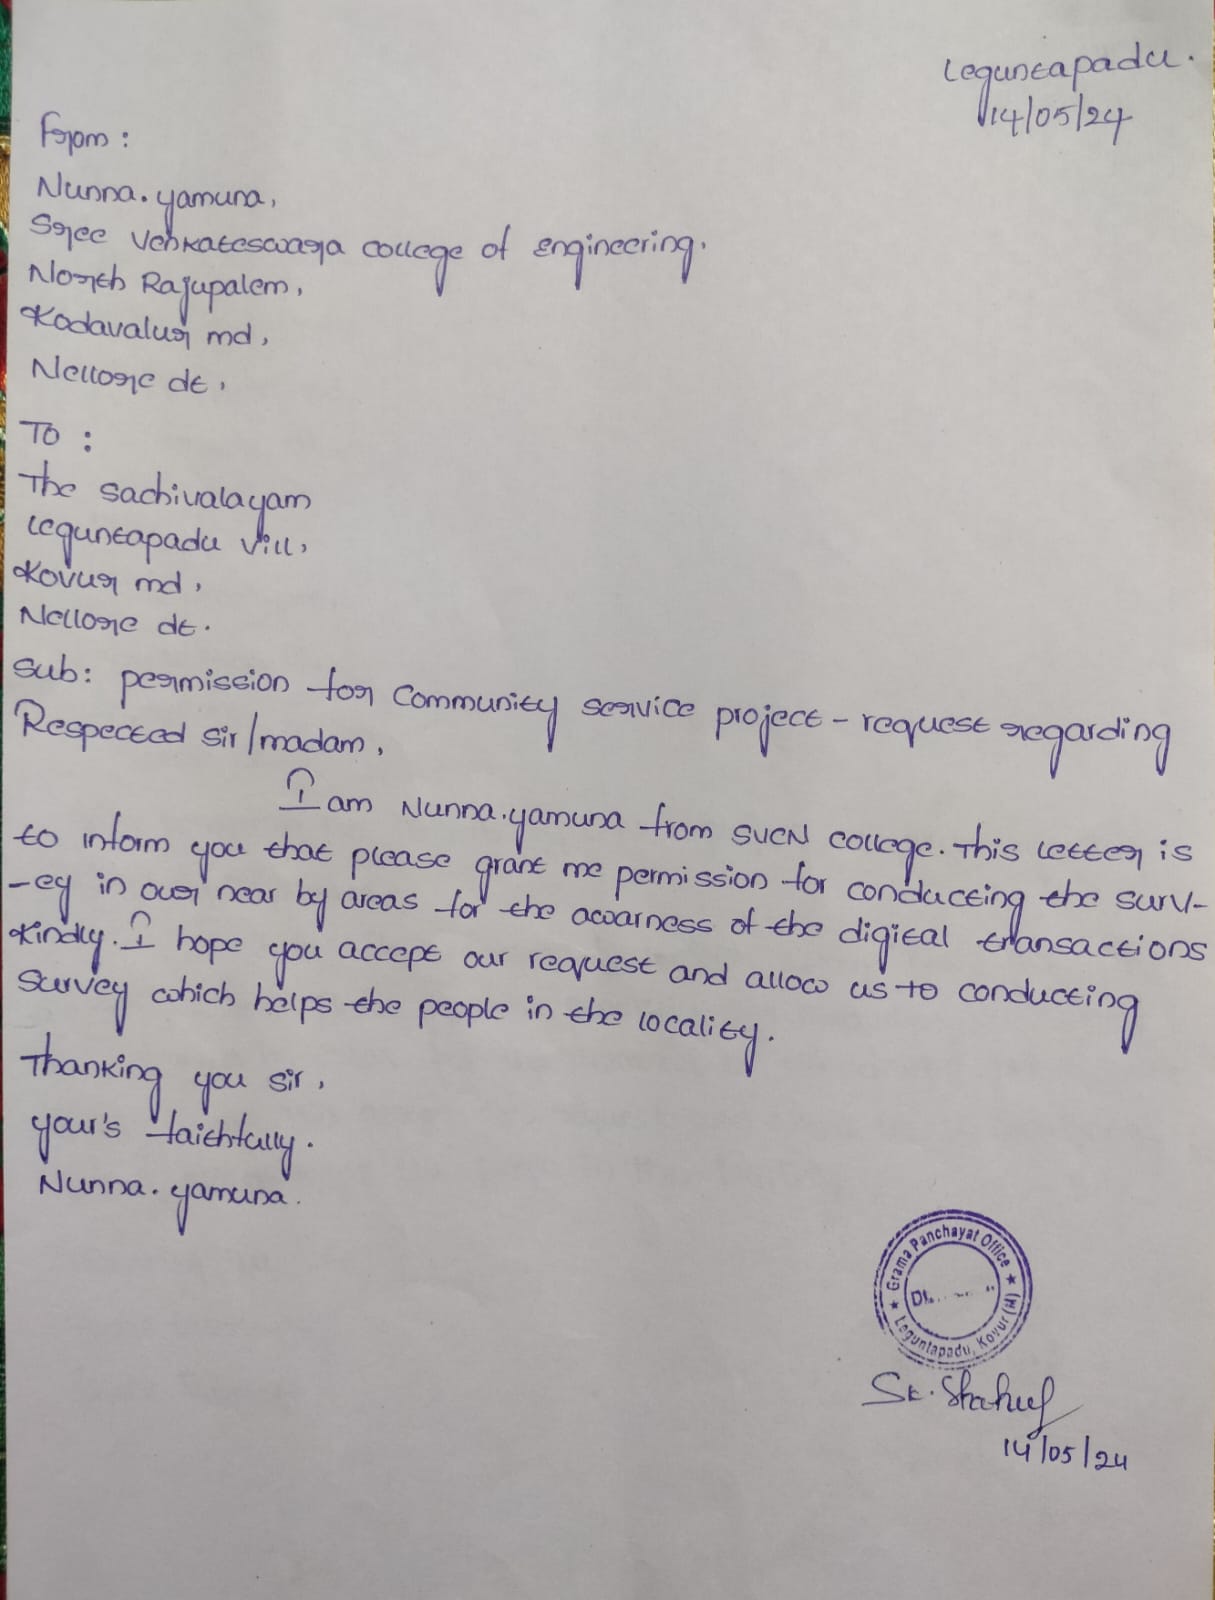 Leguntapadu.
14/05/24
From :
Nunna. yamuna,
Sree Venkateswara college of engineering.
North Rajupalem,
Kodavalur md,
Nellore dt,
To :
The sachivalayam
Leguntapadu vill,
Kovur md,
Nellore dt.
sub: permission for community service project - request regarding
Respected sir/madam,
I am Nunna.yamuna from SVCN college. This letter is
to inform you that please grant me permission for conducting the surv-
-ey in our near by areas for the awarness of the digital transactions
kindly. I hope you accept our request and allow us to conducting
survey which helps the people in the locality.
Thanking you sir,
your's faithfully.
Nunna. yamuna.
★ Grama Panchayat Office ★
Leguntapadu, Kovur (M)
Sk.
14/05/24